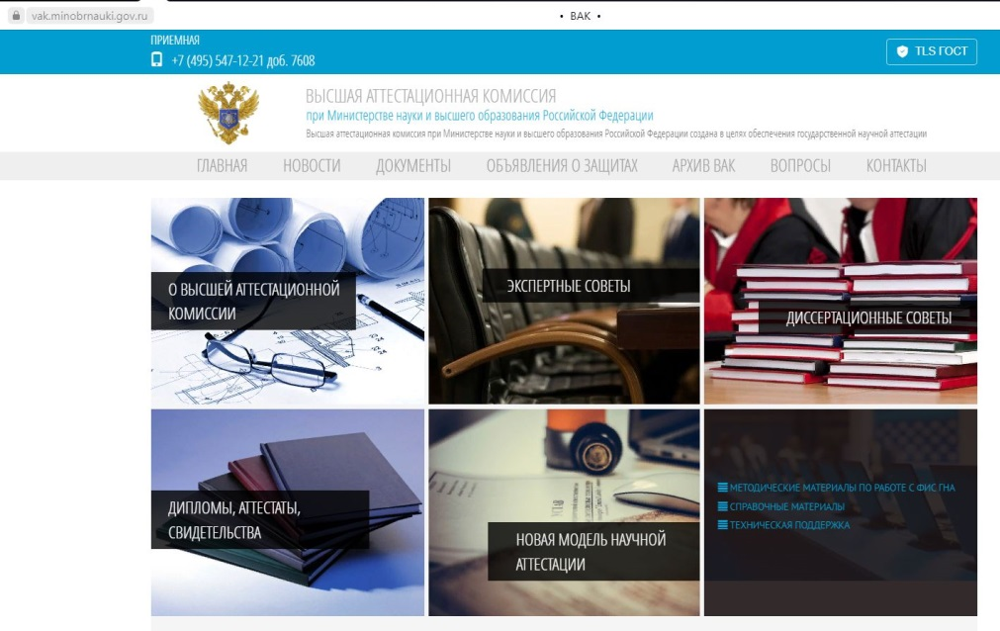 vak.minobrnauki.gov.ru
• ВАК •
ПРИЕМНАЯ
+7 (495) 547-12-21 доб. 7608
TLS ГОСТ
ВЫСШАЯ АТТЕСТАЦИОННАЯ КОМИССИЯ
при Министерстве науки и высшего образования Российской Федерации
Высшая аттестационная комиссия при Министерстве науки и высшего образования Российской Федерации создана в целях обеспечения государственной научной аттестации
ГЛАВНАЯ НОВОСТИ ДОКУМЕНТЫ ОБЪЯВЛЕНИЯ О ЗАЩИТАХ АРХИВ ВАК ВОПРОСЫ КОНТАКТЫ
О ВЫСШЕЙ АТТЕСТАЦИОННОЙ
КОМИССИИ
ЭКСПЕРТНЫЕ СОВЕТЫ
ДИССЕРТАЦИОННЫЕ СОВЕТЫ
ДИПЛОМЫ, АТТЕСТАТЫ,
СВИДЕТЕЛЬСТВА
НОВАЯ МОДЕЛЬ НАУЧНОЙ
АТТЕСТАЦИИ
МЕТОДИЧЕСКИЕ МАТЕРИАЛЫ ПО РАБОТЕ С ФИС ГНА
СПРАВОЧНЫЕ МАТЕРИАЛЫ
ТЕХНИЧЕСКАЯ ПОДДЕРЖКА